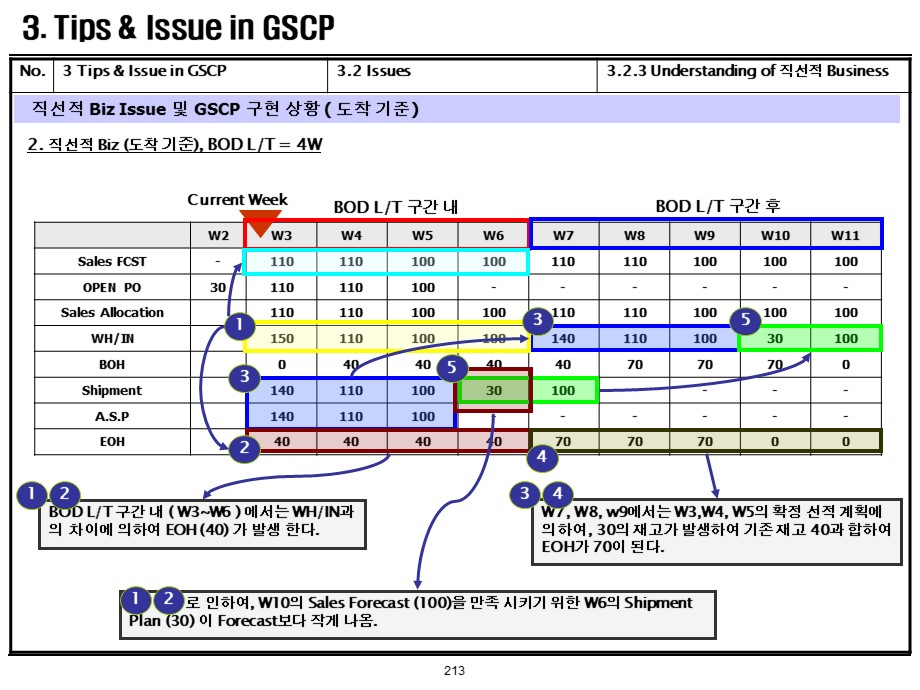 3. Tips & Issue in GSCP
No. 3 Tips & Issue in GSCP 3.2 Issues 3.2.3 Understanding of 직선적 Business
직선적 Biz Issue 및 GSCP 구현 상황 ( 도착 기준 )
2. 직선적 Biz (도착 기준), BOD L/T = 4W
Current Week BOD L/T 구간 내 BOD L/T 구간 후
W2 W3 W4 W5 W6 W7 W8 W9 W10 W11
Sales FCST - 110 110 100 100 110 110 100 100 100
OPEN PO 30 110 110 100 - - - - - -
Sales Allocation 110 110 100 100 110 110 100 100 100
WH/IN 150 110 100 100 140 110 100 30 100
BOH 0 40 40 40 40 70 70 70 0
Shipment 140 110 100 30 100 - - - -
A.S.P 140 110 100 - - - - - -
EOH 40 40 40 40 70 70 70 0 0
1 3 5
3 5
2 4
1 2
BOD L/T 구간 내 ( W3~W6 ) 에서는 WH/IN과
의 차이에 의하여 EOH (40) 가 발생 한다.
3 4
W7, W8, w9에서는 W3,W4, W5의 확정 선적 계획에
의하여, 30의 재고가 발생하여 기존 재고 40과 합하여
EOH가 70이 된다.
1 2 로 인하여, W10의 Sales Forecast (100)을 만족 시키기 위한 W6의 Shipment
Plan (30) 이 Forecast보다 작게 나옴.
213